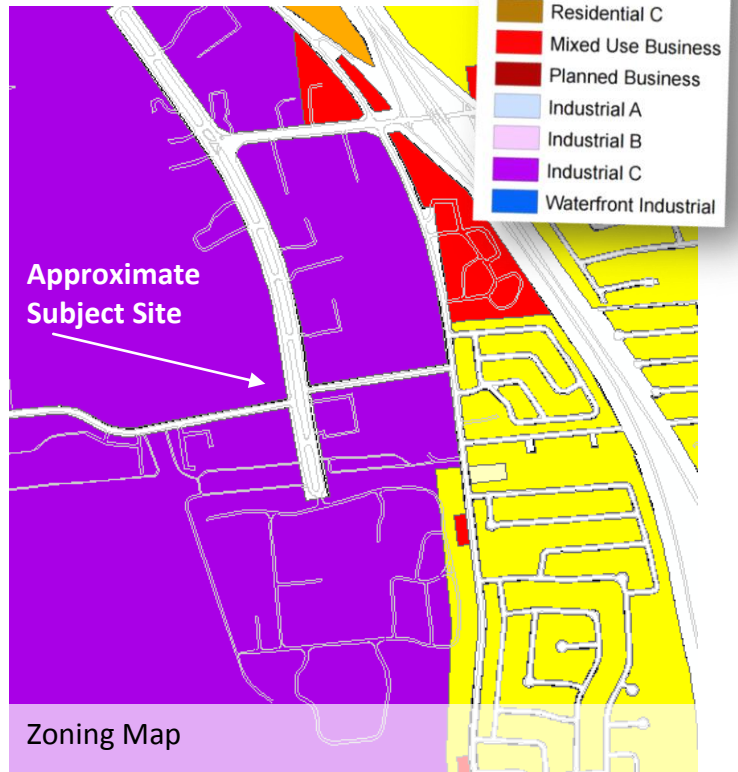 Residential C
Mixed Use Business
Planned Business
Industrial A
Industrial B
Industrial C
Waterfront Industrial
Approximate
Subject Site
Zoning Map